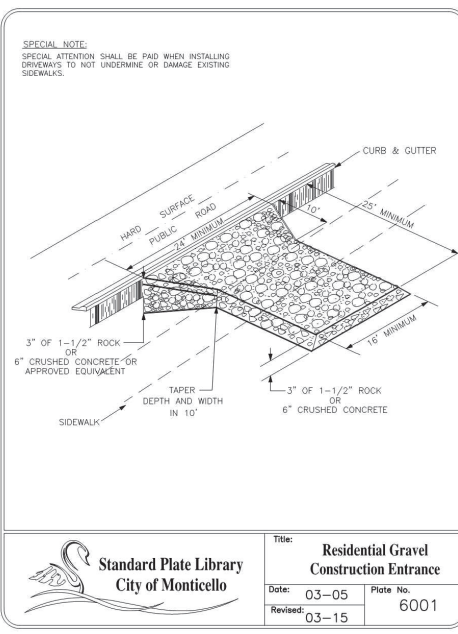 SPECIAL NOTE:
SPECIAL ATTENTION SHALL BE PAID WHEN INSTALLING
DRIVEWAYS TO NOT UNDERMINE OR DAMAGE EXISTING
SIDEWALKS.
CURB & GUTTER
HARD SURFACE
PUBLIC ROAD
24' MINIMUM
10'
25' MINIMUM
16' MINIMUM
3" OF 1-1/2" ROCK
OR
6" CRUSHED CONCRETE OR
APPROVED EQUIVALENT
TAPER
DEPTH AND WIDTH
IN 10'
3" OF 1-1/2" ROCK
OR
6" CRUSHED CONCRETE
SIDEWALK
Standard Plate Library
City of Monticello
Title:
Residential Gravel
Construction Entrance
Date: 03-05
Plate No.
6001
Revised: 03-15